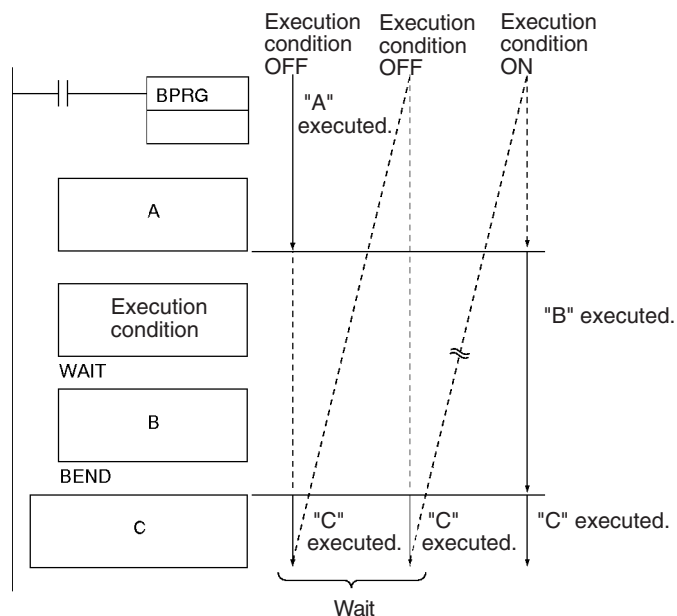 Execution
condition
OFF
Execution
condition
OFF
Execution
condition
ON
BPRG
"A"
executed.
A
Execution
condition
"B" executed.
WAIT
B
BEND
C
"C"
executed.
"C"
executed.
"C" executed.
Wait